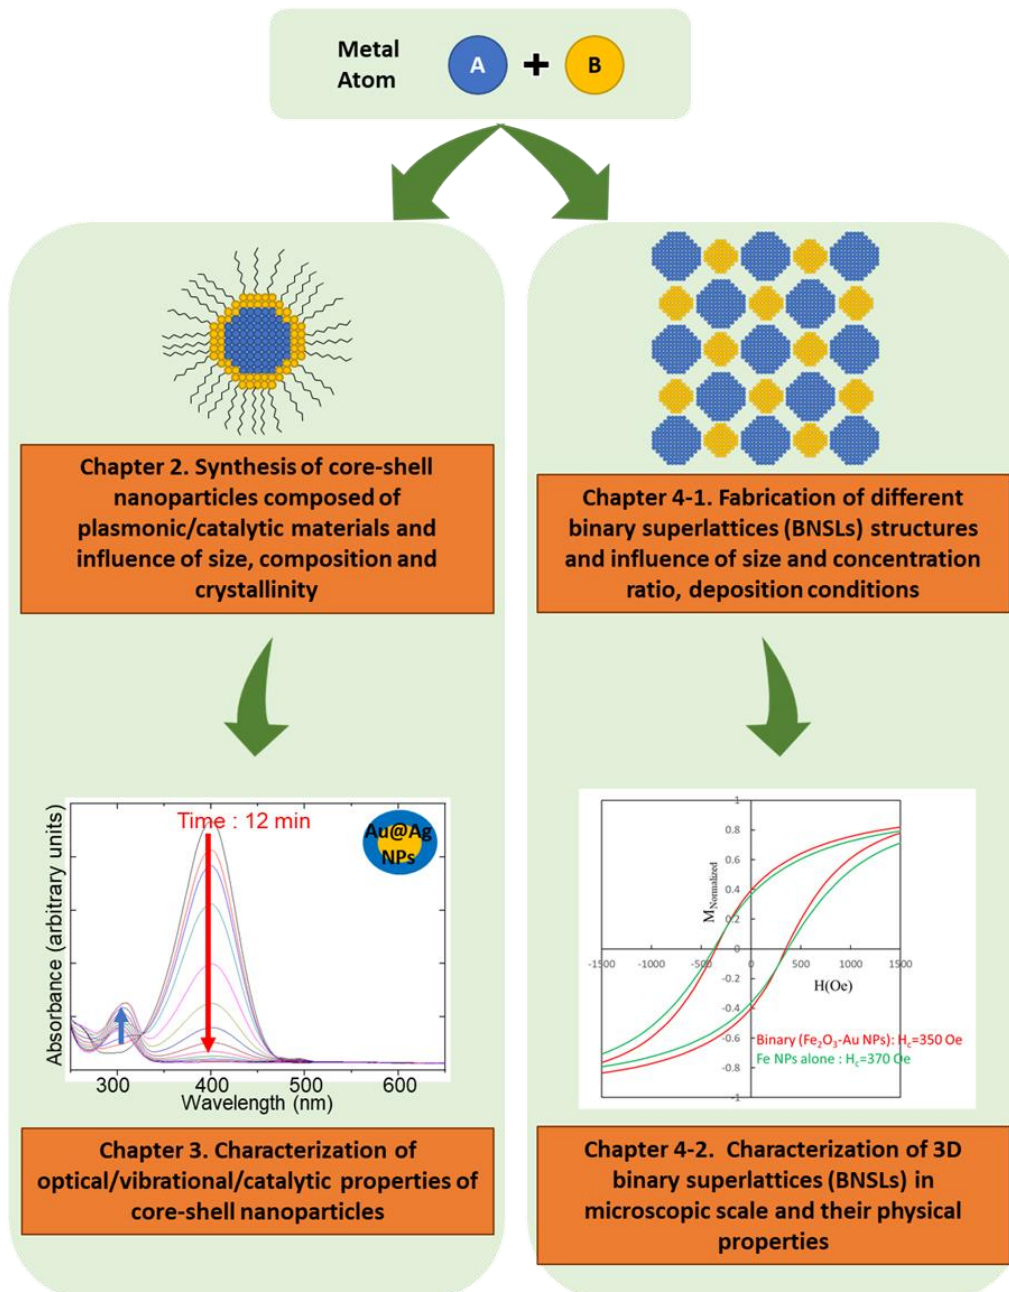 Metal
Atom
A
+
B
Chapter 2. Synthesis of core-shell
nanoparticles composed of
plasmonic/catalytic materials and
influence of size, composition and
crystallinity
Chapter 4-1. Fabrication of different
binary superlattices (BNSLs) structures
and influence of size and concentration
ratio, deposition conditions
Absorbance (arbitrary units)
Time : 12 min
Au@Ag
NPs
300
400
500
600
Wavelength (nm)
M_Normalized
1
0.8
0.6
0.4
0.2
0
-0.2
-0.4
-0.6
-0.8
-1
-1500
-1000
-500
0
500
1000
1500
H(Oe)
Binary (Fe₂O₃-Au NPs): H_c=350 Oe
Fe NPs alone : H_c=370 Oe
Chapter 3. Characterization of
optical/vibrational/catalytic properties of
core-shell nanoparticles
Chapter 4-2. Characterization of 3D
binary superlattices (BNSLs) in
microscopic scale and their physical
properties